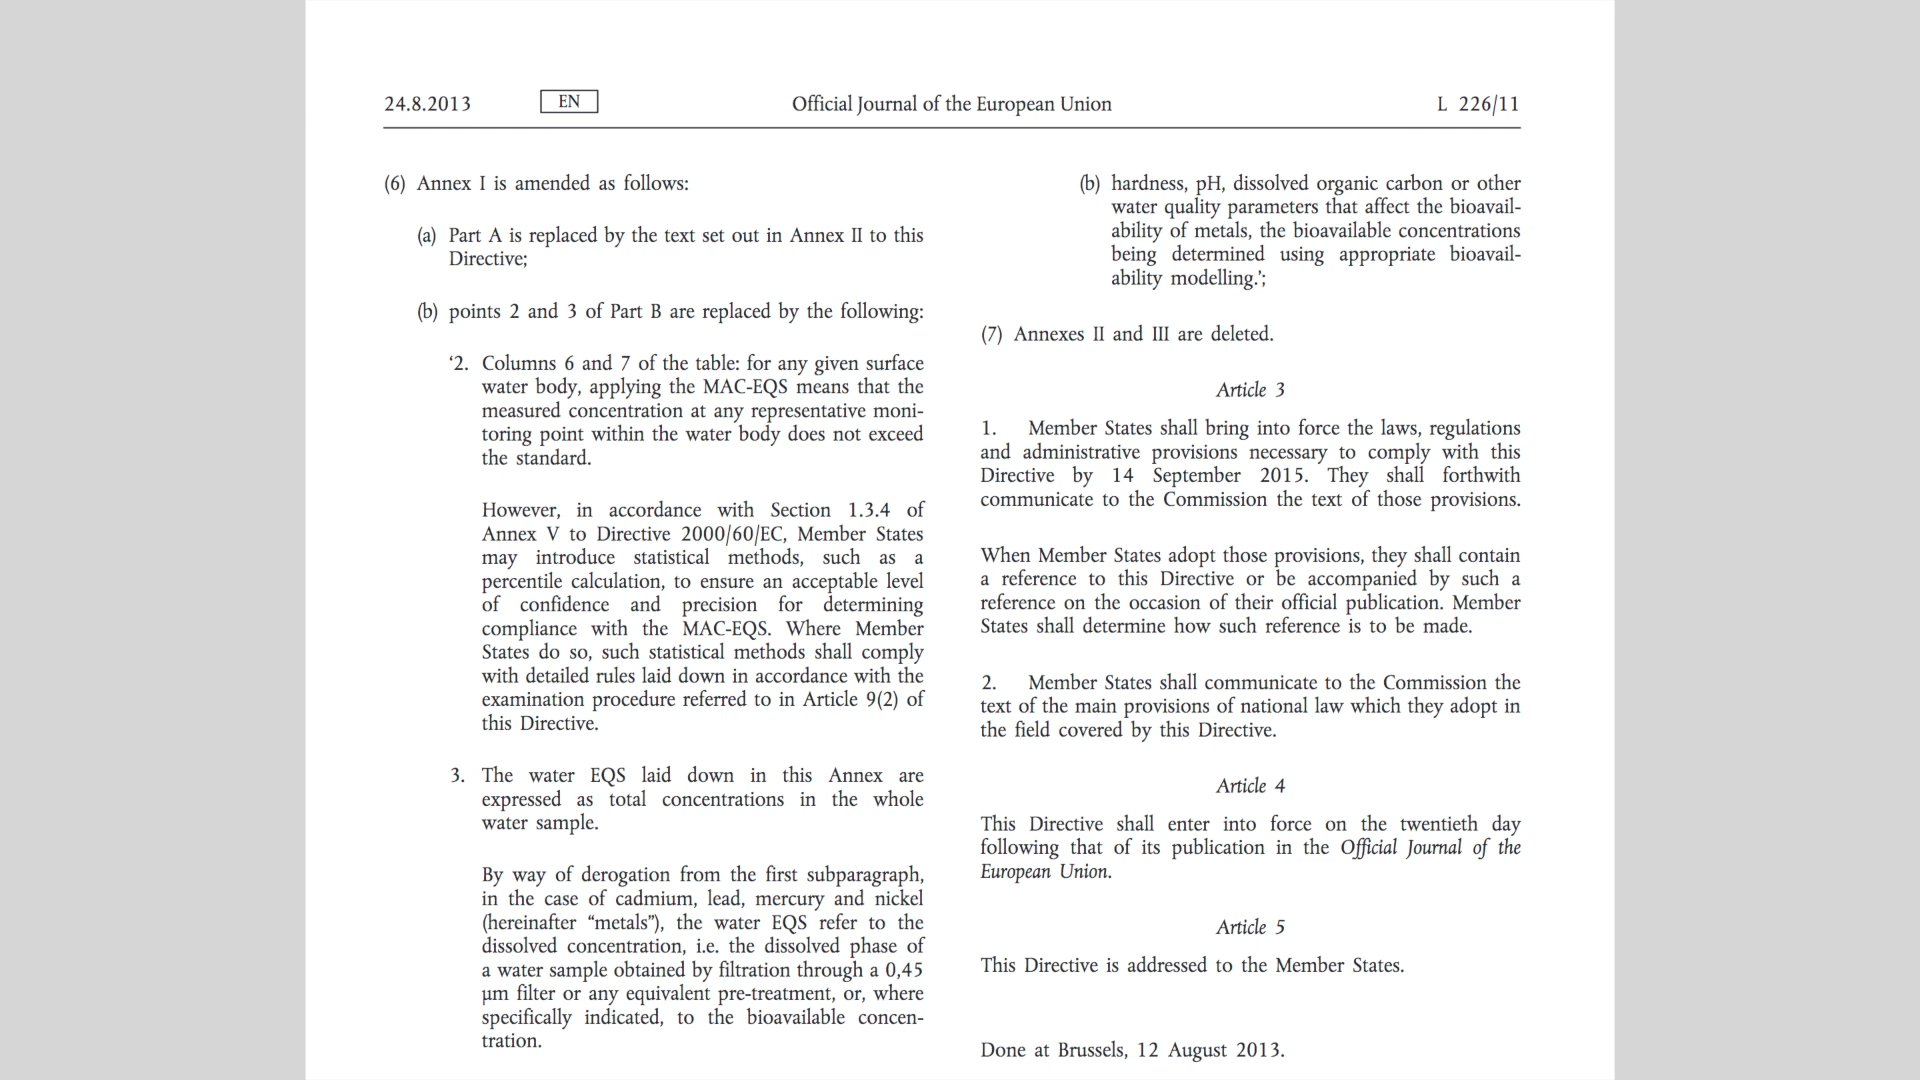 24.8.2013 EN Official Journal of the European Union L 226/11
(6) Annex I is amended as follows:
(a) Part A is replaced by the text set out in Annex II to this
Directive;
(b) points 2 and 3 of Part B are replaced by the following:
‘2. Columns 6 and 7 of the table: for any given surface
water body, applying the MAC-EQS means that the
measured concentration at any representative moni-
toring point within the water body does not exceed
the standard.
However, in accordance with Section 1.3.4 of
Annex V to Directive 2000/60/EC, Member States
may introduce statistical methods, such as a
percentile calculation, to ensure an acceptable level
of confidence and precision for determining
compliance with the MAC-EQS. Where Member
States do so, such statistical methods shall comply
with detailed rules laid down in accordance with the
examination procedure referred to in Article 9(2) of
this Directive.
3. The water EQS laid down in this Annex are
expressed as total concentrations in the whole
water sample.
By way of derogation from the first subparagraph,
in the case of cadmium, lead, mercury and nickel
(hereinafter “metals”), the water EQS refer to the
dissolved concentration, i.e. the dissolved phase of
a water sample obtained by filtration through a 0,45
μm filter or any equivalent pre-treatment, or, where
specifically indicated, to the bioavailable concen-
tration.
(b) hardness, pH, dissolved organic carbon or other
water quality parameters that affect the bioavail-
ability of metals, the bioavailable concentrations
being determined using appropriate bioavail-
ability modelling.’;
(7) Annexes II and III are deleted.
Article 3
1. Member States shall bring into force the laws, regulations
and administrative provisions necessary to comply with this
Directive by 14 September 2015. They shall forthwith
communicate to the Commission the text of those provisions.
When Member States adopt those provisions, they shall contain
a reference to this Directive or be accompanied by such a
reference on the occasion of their official publication. Member
States shall determine how such reference is to be made.
2. Member States shall communicate to the Commission the
text of the main provisions of national law which they adopt in
the field covered by this Directive.
Article 4
This Directive shall enter into force on the twentieth day
following that of its publication in the Official Journal of the
European Union.
Article 5
This Directive is addressed to the Member States.
Done at Brussels, 12 August 2013.